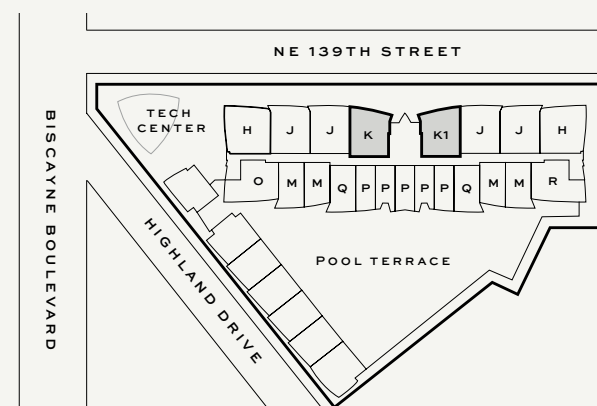 NE 139TH STREET
BISCAYNE BOULEVARD
TECH
CENTER
H J J K K1 J J H
O M M Q P P P P P Q M M R
HIGHLAND DRIVE
POOL TERRACE